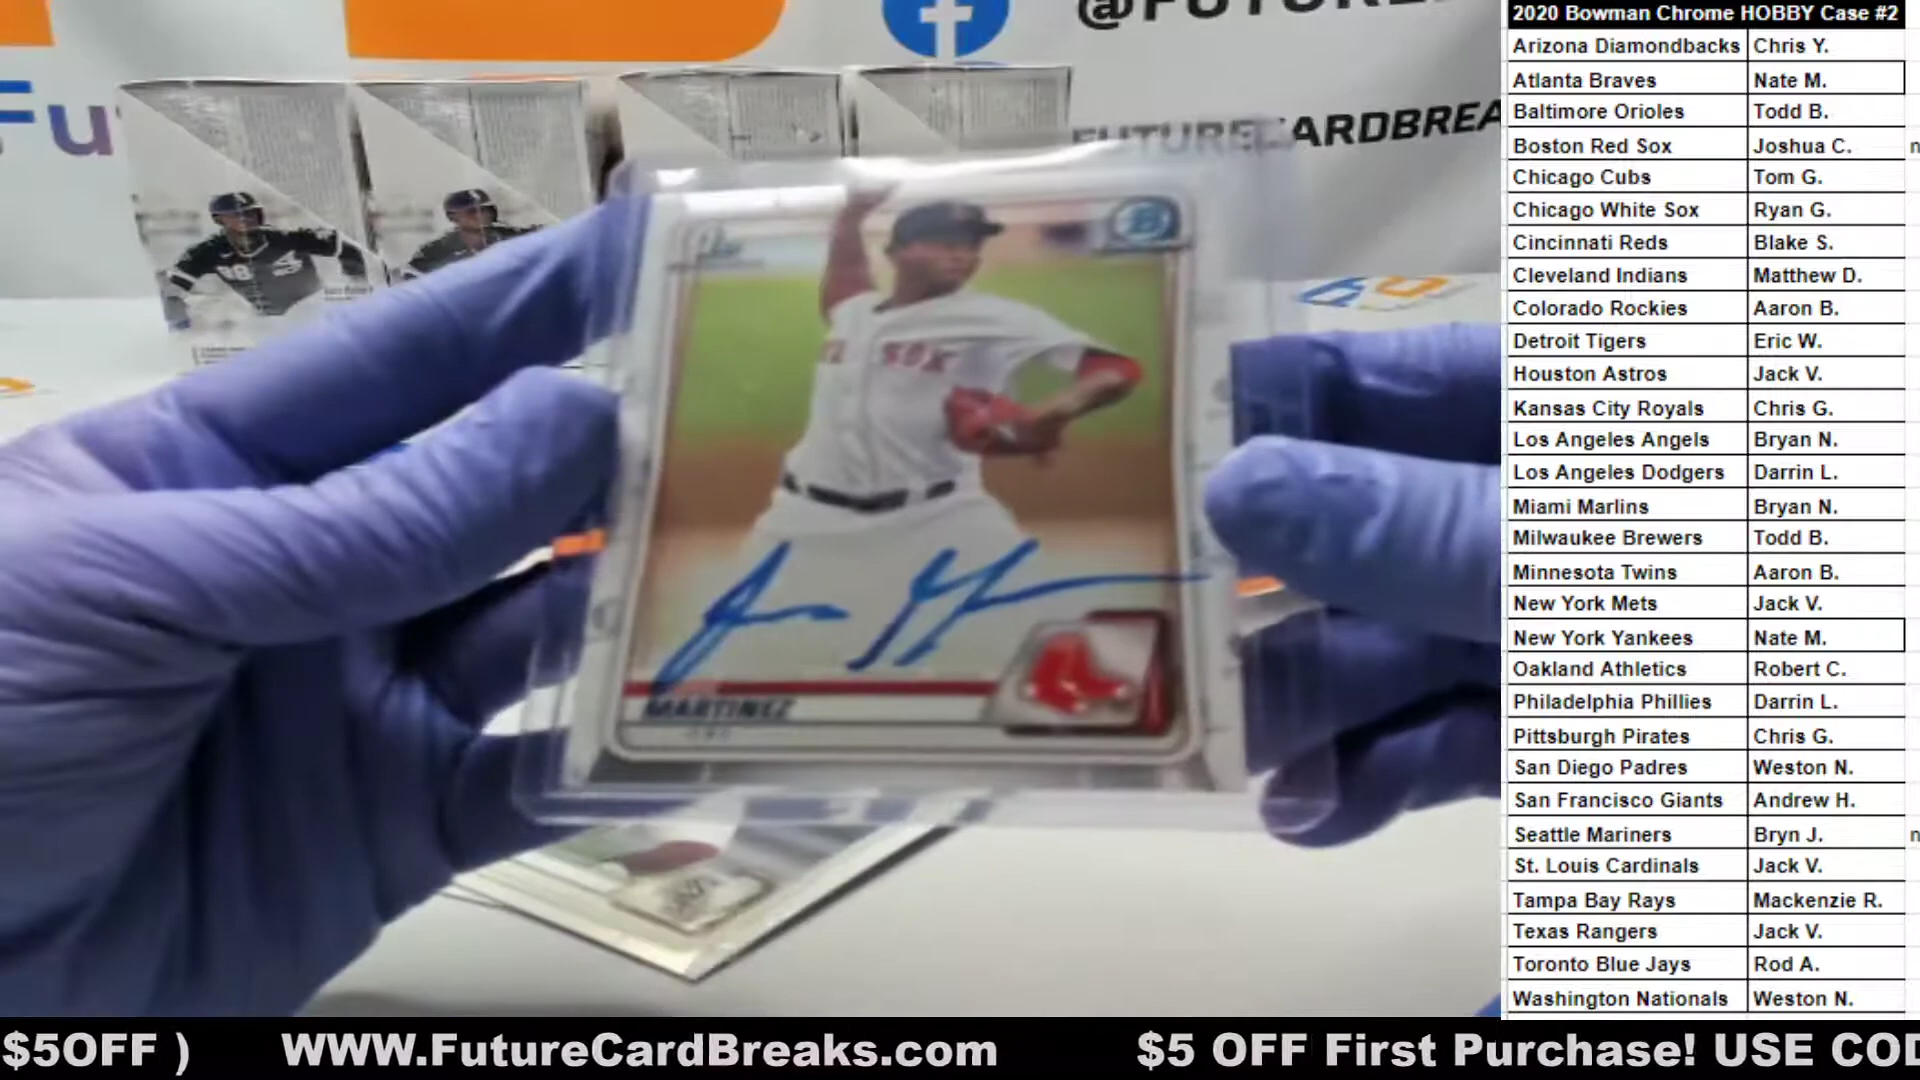 2020 Bowman Chrome HOBBY Case #2
Arizona Diamondbacks Chris Y.
Atlanta Braves Nate M.
Baltimore Orioles Todd B.
Boston Red Sox Joshua C. n
Chicago Cubs Tom G.
Chicago White Sox Ryan G.
Cincinnati Reds Blake S.
Cleveland Indians Matthew D.
Colorado Rockies Aaron B.
Detroit Tigers Eric W.
Houston Astros Jack V.
Kansas City Royals Chris G.
Los Angeles Angels Bryan N.
Los Angeles Dodgers Darrin L.
Miami Marlins Bryan N.
Milwaukee Brewers Todd B.
Minnesota Twins Aaron B.
New York Mets Jack V.
New York Yankees Nate M.
Oakland Athletics Robert C.
Philadelphia Phillies Darrin L.
Pittsburgh Pirates Chris G.
San Diego Padres Weston N.
San Francisco Giants Andrew H.
Seattle Mariners Bryn J. n
St. Louis Cardinals Jack V.
Tampa Bay Rays Mackenzie R.
Texas Rangers Jack V.
Toronto Blue Jays Rod A.
Washington Nationals Weston N.
@FUTURE
Fu
FUTURECARDBREA
1st
B
SOX
MARTINEZ
$5OFF ) WWW.FutureCardBreaks.com $5 OFF First Purchase! USE COD